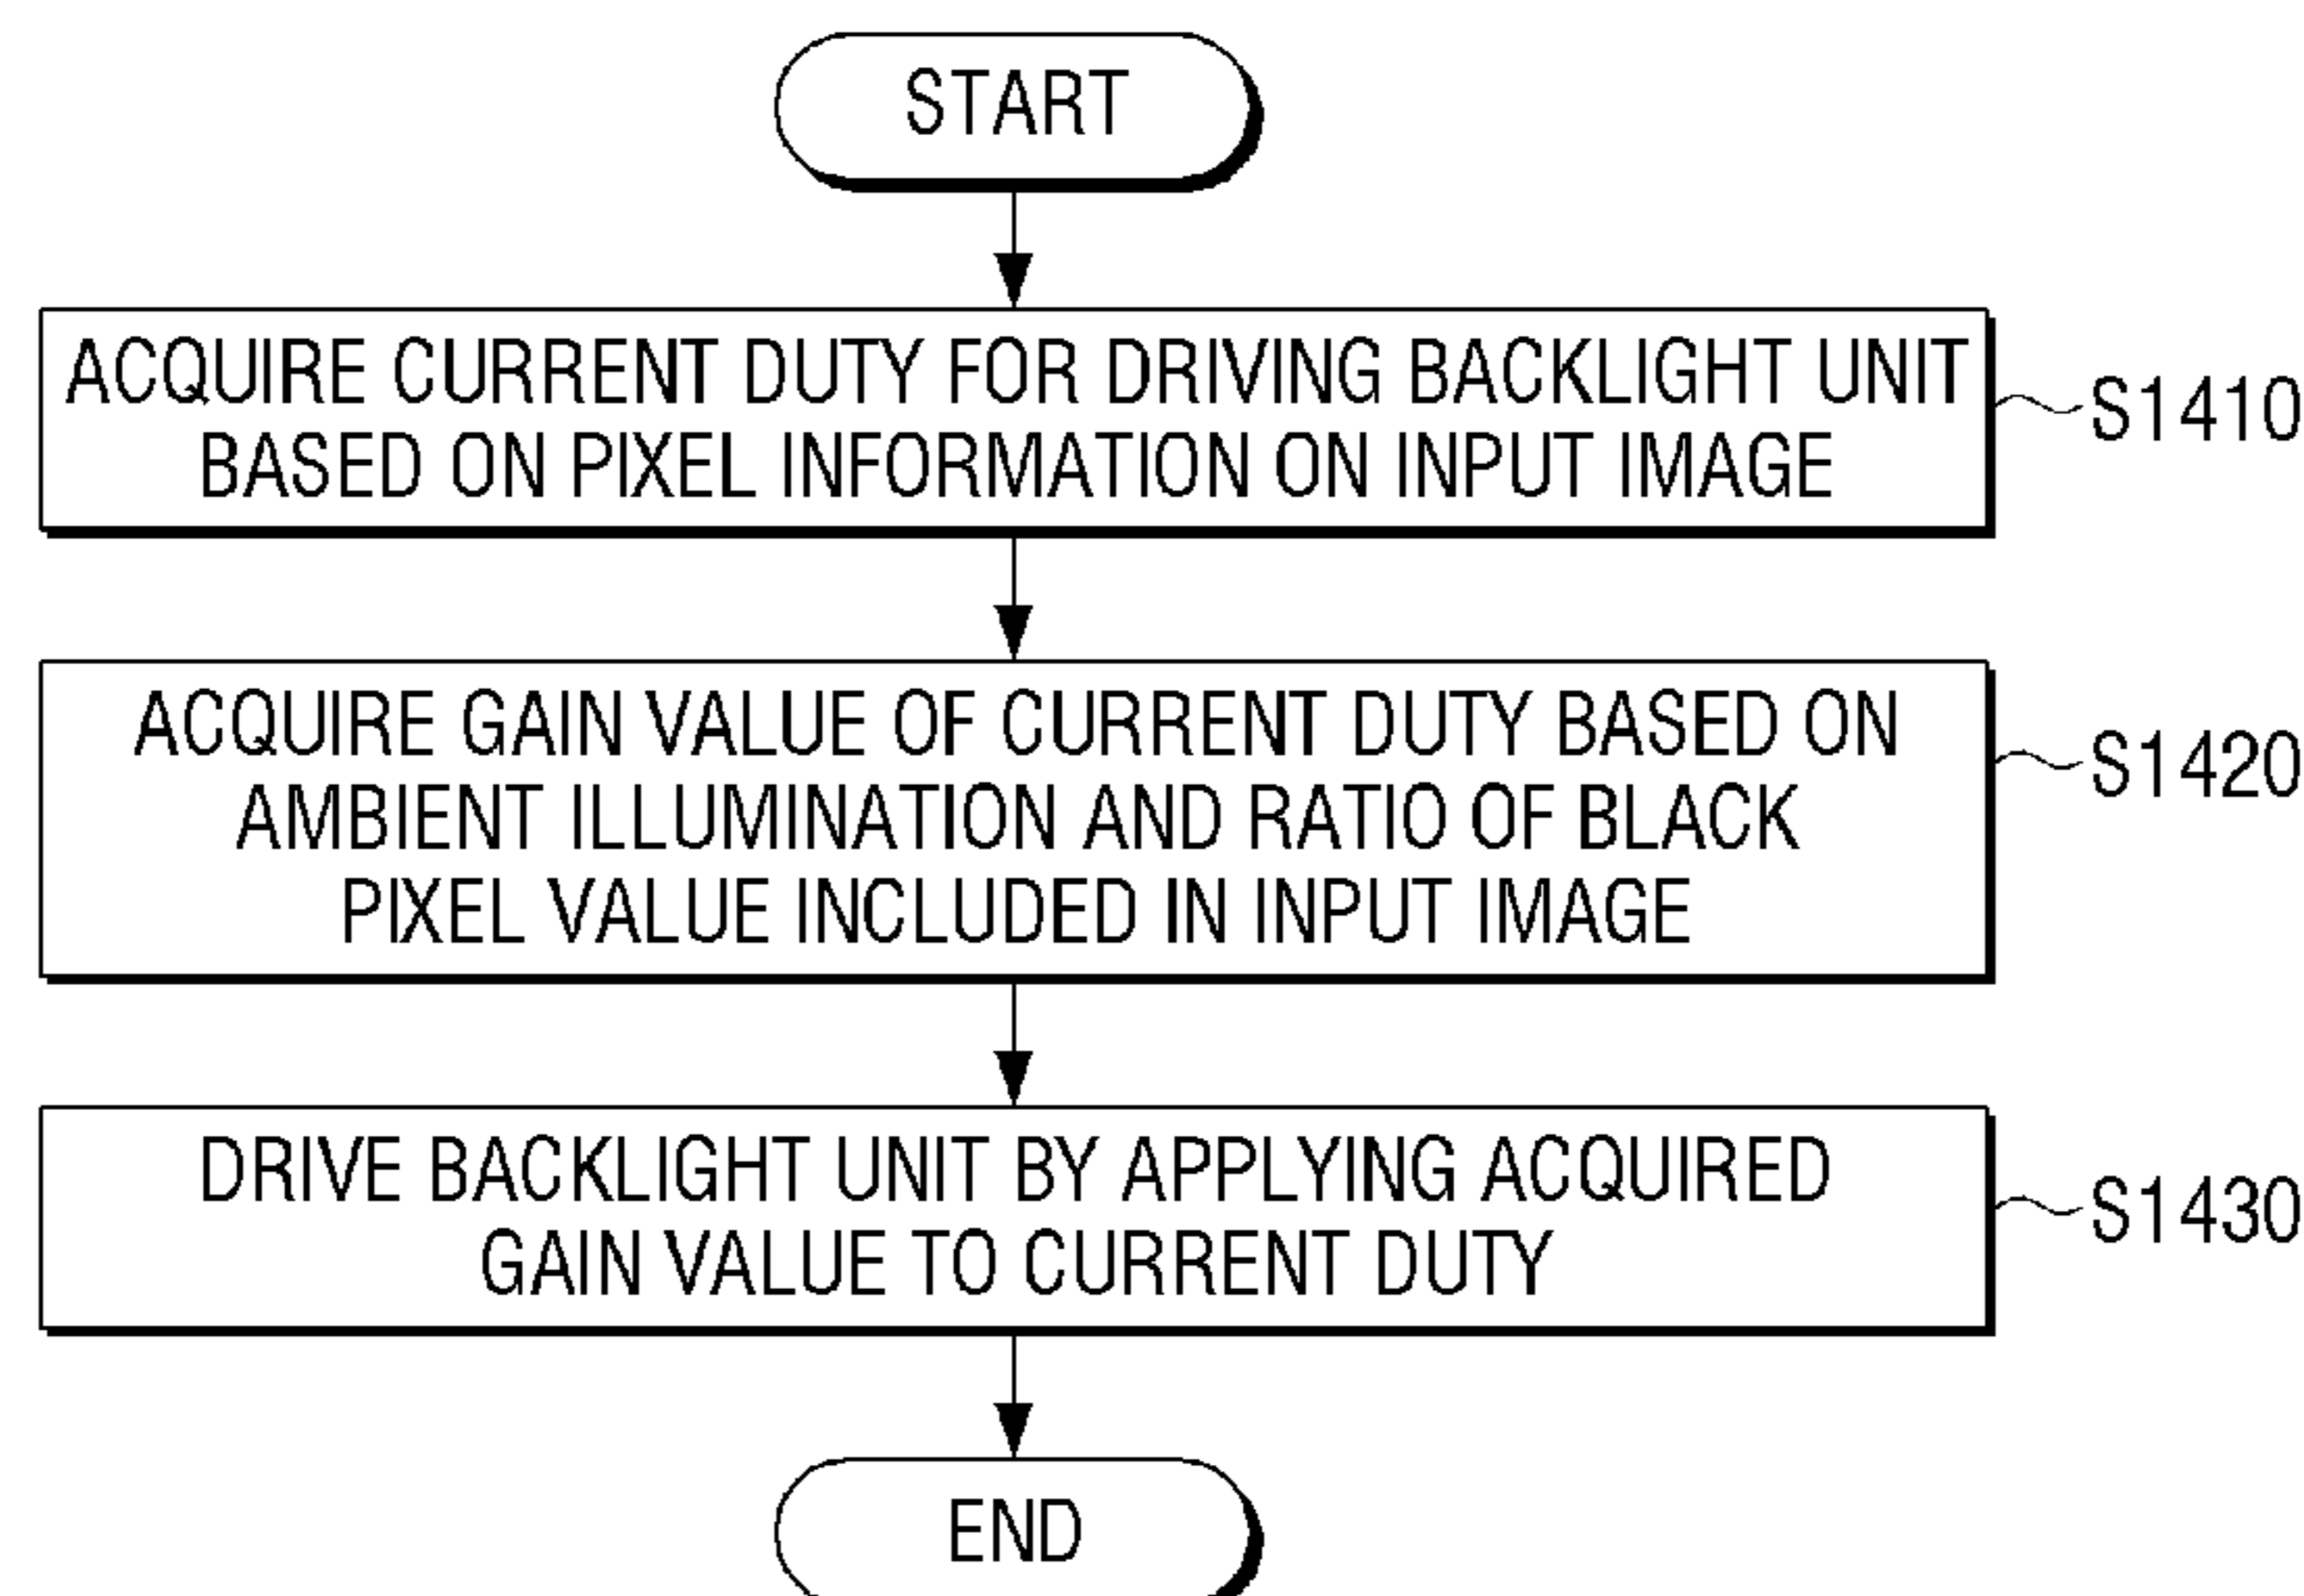 START
ACQUIRE CURRENT DUTY FOR DRIVING BACKLIGHT UNIT
BASED ON PIXEL INFORMATION ON INPUT IMAGE
S1410
ACQUIRE GAIN VALUE OF CURRENT DUTY BASED ON
AMBIENT ILLUMINATION AND RATIO OF BLACK
PIXEL VALUE INCLUDED IN INPUT IMAGE
S1420
DRIVE BACKLIGHT UNIT BY APPLYING ACQUIRED
GAIN VALUE TO CURRENT DUTY
S1430
END